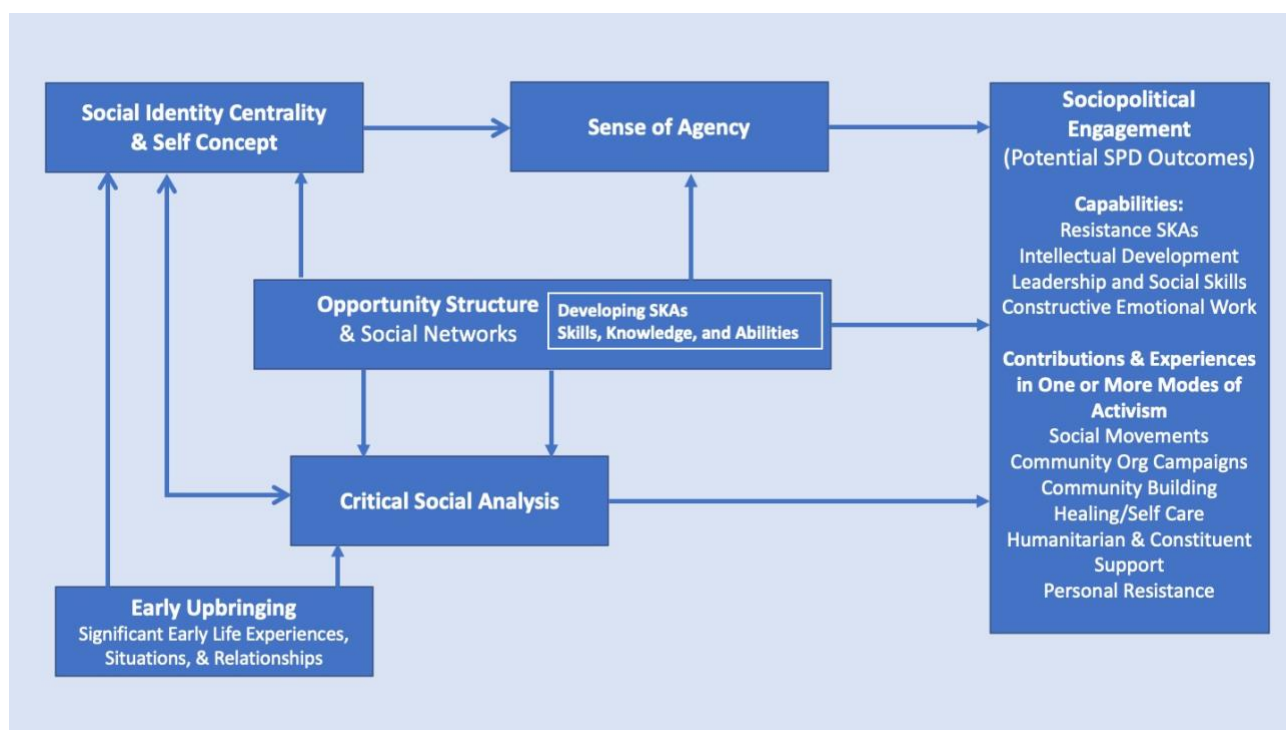 Social Identity Centrality
& Self Concept
Sense of Agency
Sociopolitical
Engagement
(Potential SPD Outcomes)
Capabilities:
Resistance SKAs
Intellectual Development
Leadership and Social Skills
Constructive Emotional Work
Contributions & Experiences
in One or More Modes of
Activism
Social Movements
Community Org Campaigns
Community Building
Healing/Self Care
Humanitarian & Constituent
Support
Personal Resistance
Opportunity Structure
& Social Networks
Developing SKAs
Skills, Knowledge, and Abilities
Critical Social Analysis
Early Upbringing
Significant Early Life Experiences,
Situations, & Relationships